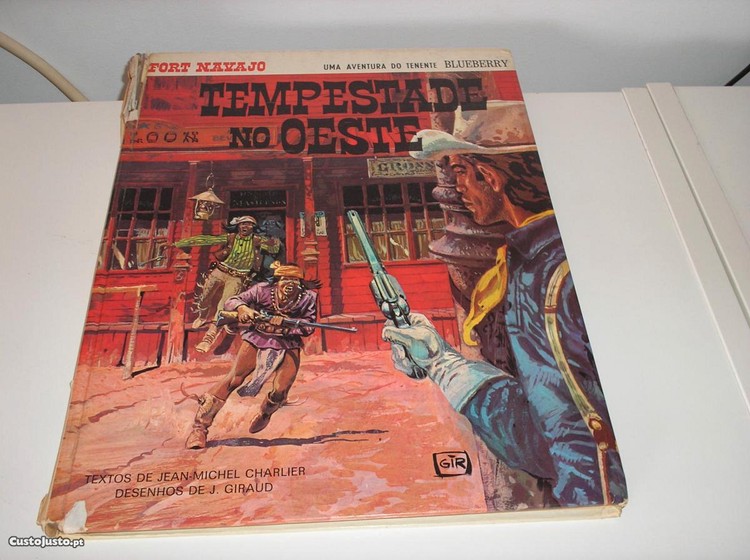 FORT NAVAJO
UMA AVENTURA DO TENENTE BLUEBERRY
TEMPESTADE
NO OESTE
GROSS
GIR
TEXTOS DE JEAN-MICHEL CHARLIER
DESENHOS DE J. GIRAUD
CustoJusto.pt